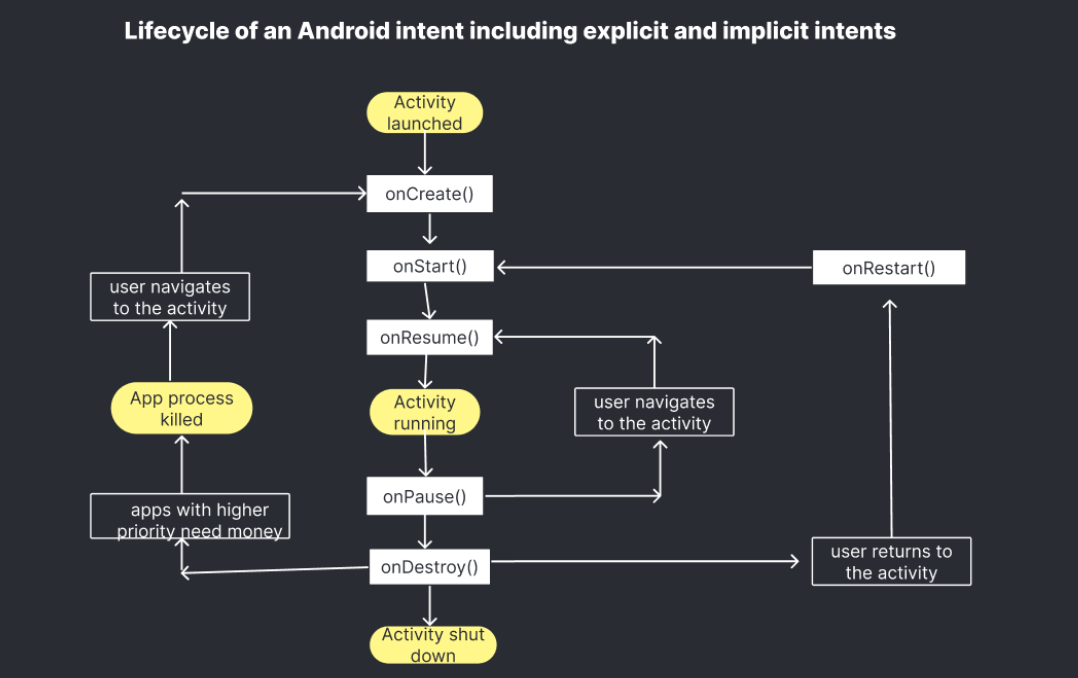 Lifecycle of an Android intent including explicit and implicit intents
Activity
launched
onCreate()
onStart()
onRestart()
user navigates
to the activity
onResume()
App process
killed
Activity
running
user navigates
to the activity
onPause()
apps with higher
priority need money
onDestroy()
user returns to
the activity
Activity shut
down